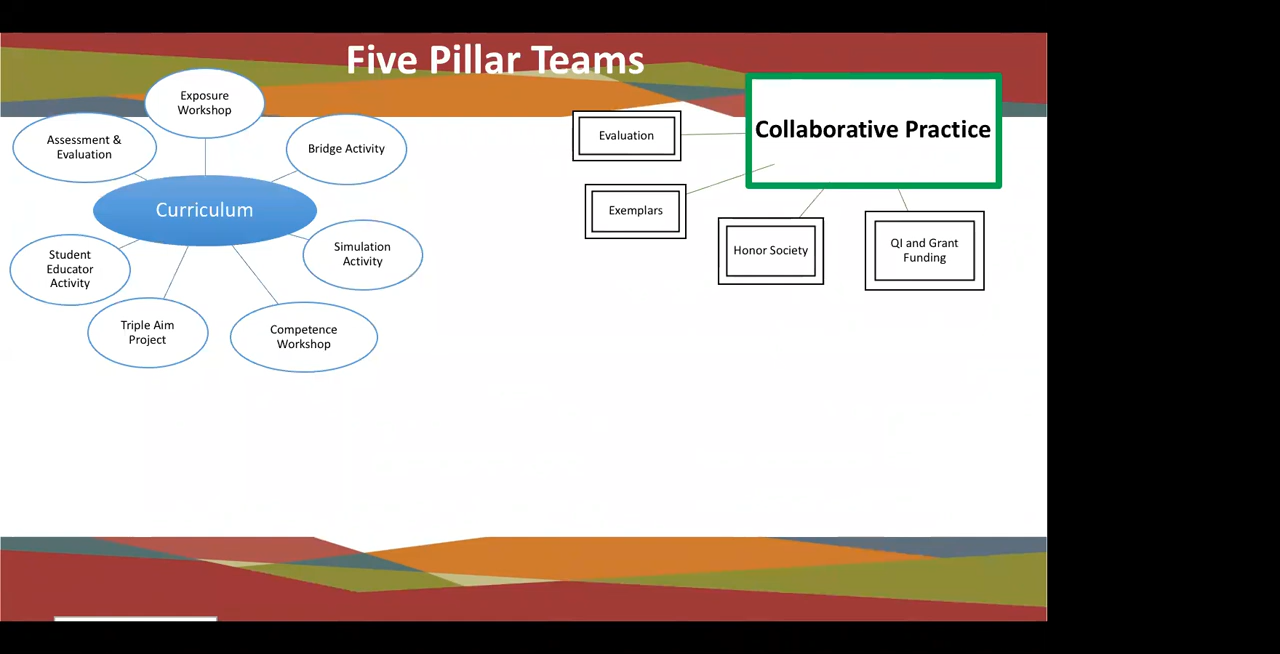 Five Pillar Teams
Exposure
Workshop
Assessment &
Evaluation
Bridge Activity
Curriculum
Student
Educator
Activity
Simulation
Activity
Triple Aim
Project
Competence
Workshop
Collaborative Practice
Evaluation
Exemplars
Honor Society
QI and Grant
Funding